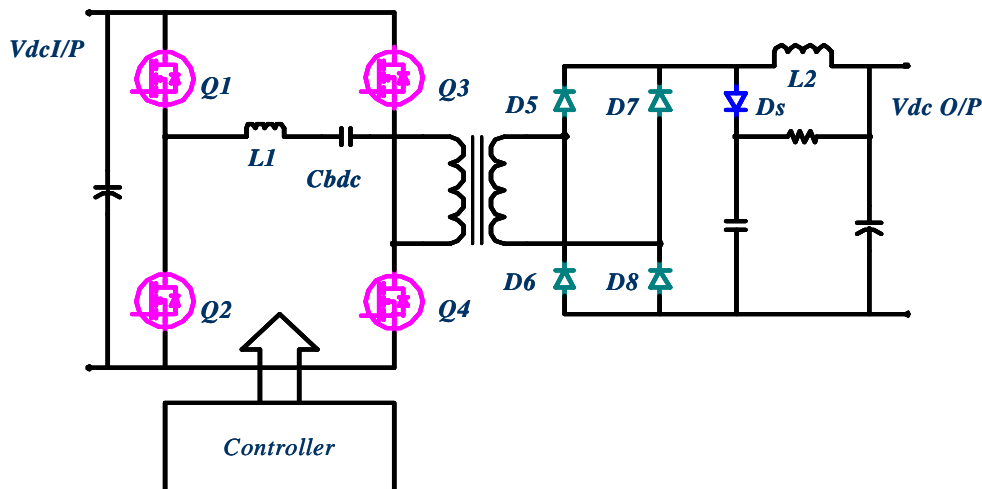 VdcI/P
Q1
Q3
L1
Cbdc
Q2
Q4
D5
D7
Ds
L2
Vdc O/P
D6
D8
Controller